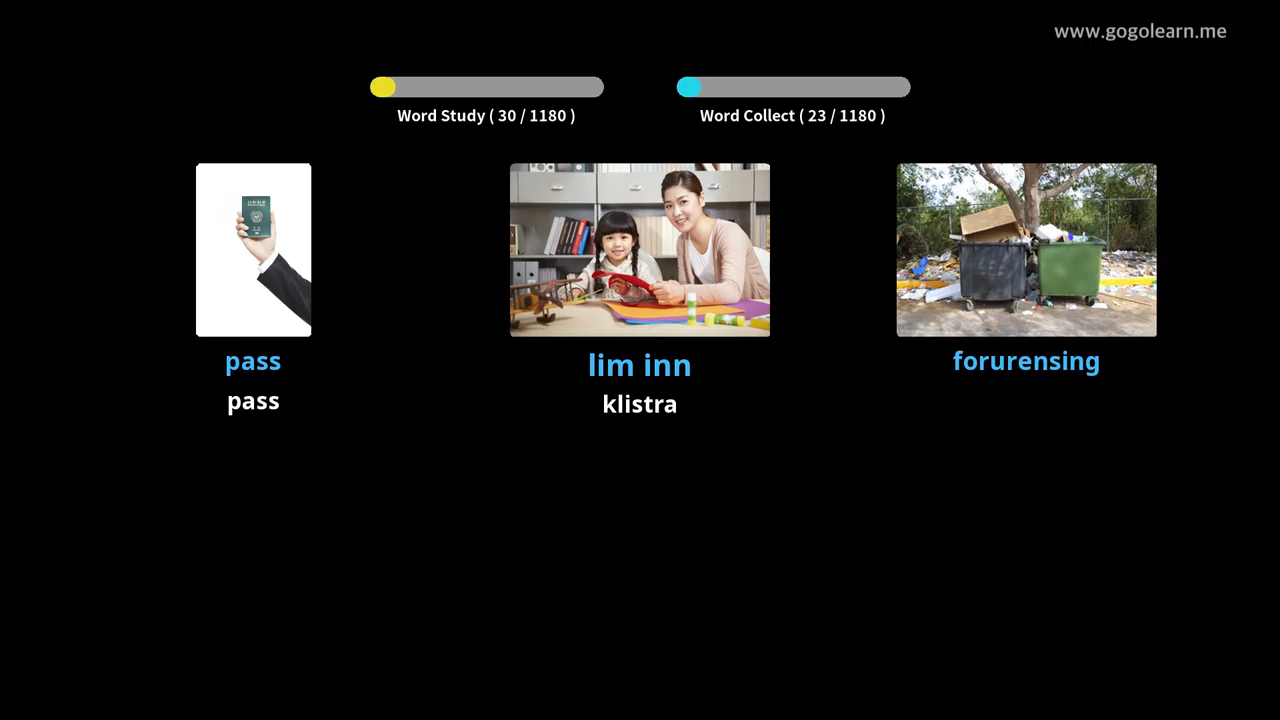 www.gogolearn.me
Word Study ( 30 / 1180 )
Word Collect ( 23 / 1180 )
pass
pass
lim inn
klistra
forurensing